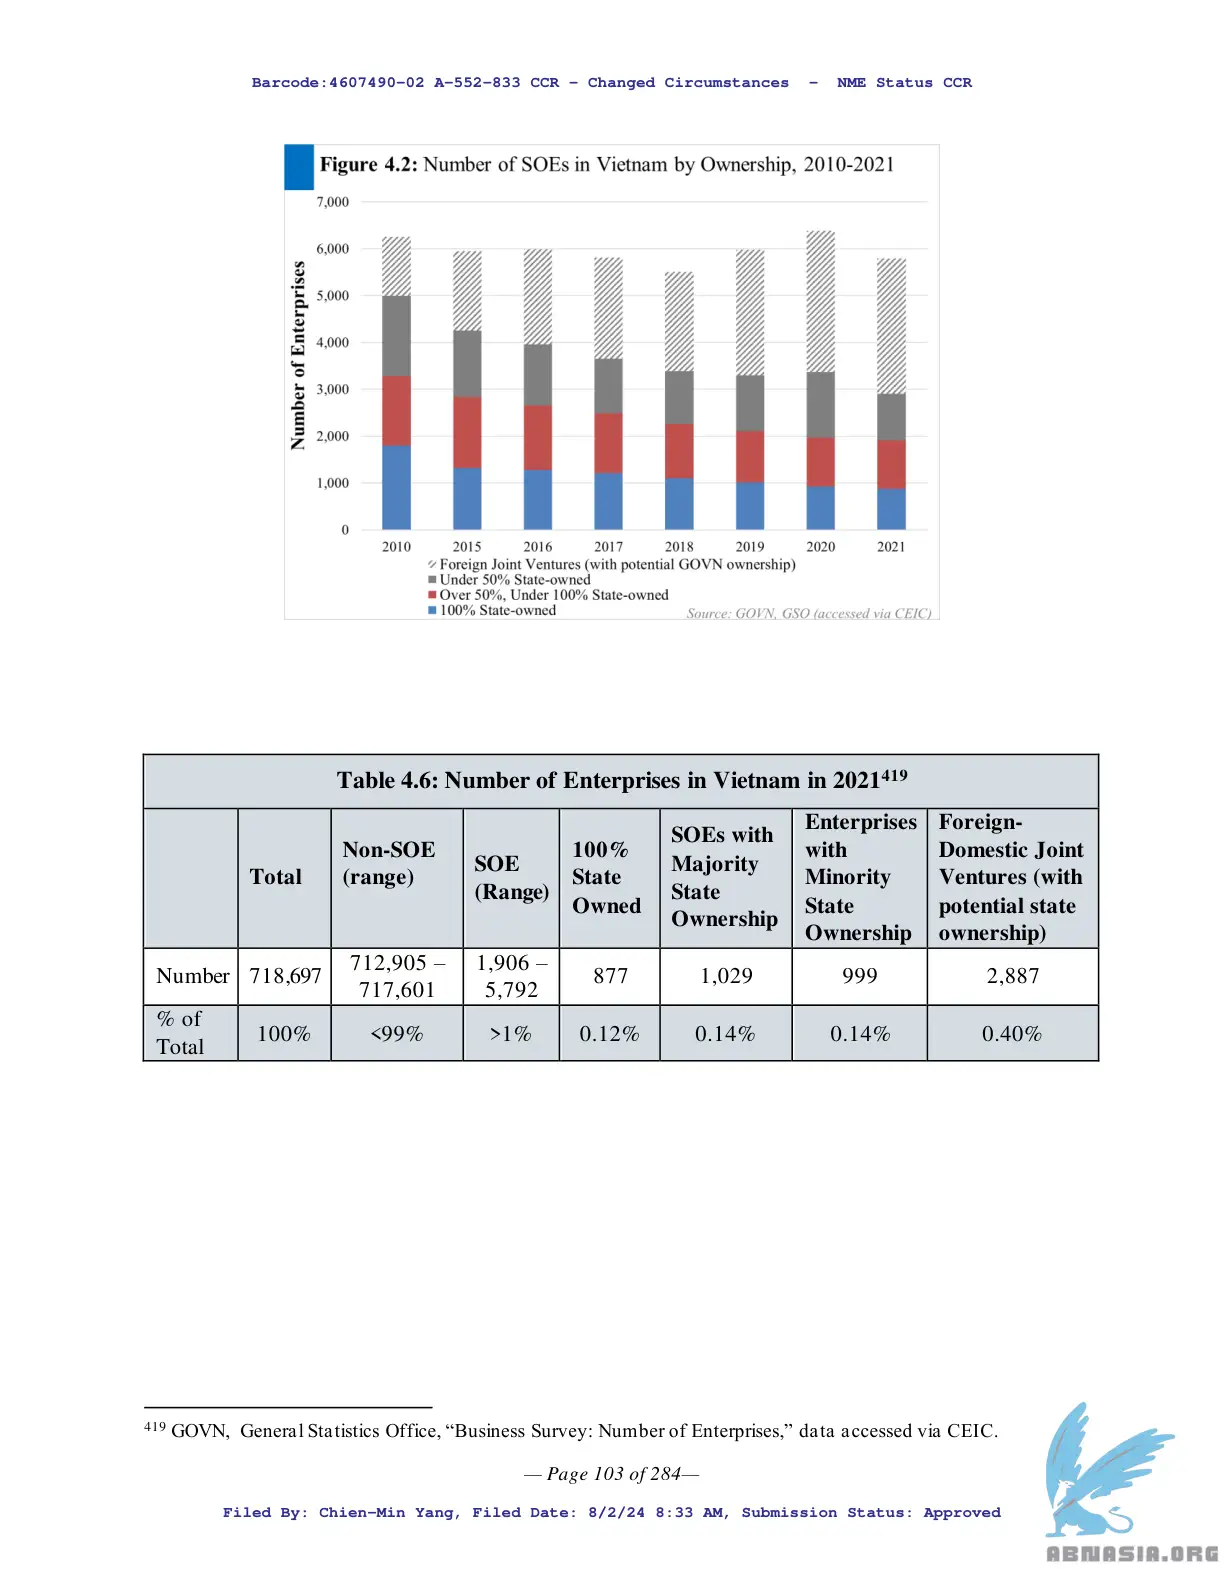 Barcode:4607490-02 A-552-833 CCR - Changed Circumstances - NME Status CCR
Figure 4.2: Number of SOEs in Vietnam by Ownership, 2010-2021
Number of Enterprises
7,000
6,000
5,000
4,000
3,000
2,000
1,000
0
2010 2015 2016 2017 2018 2019 2020 2021
Foreign Joint Ventures (with potential GOVN ownership)
Under 50% State-owned
Over 50%, Under 100% State-owned
100% State-owned
Source: GOVN, GSO (accessed via CEIC)
Table 4.6: Number of Enterprises in Vietnam in 2021419
Total
Non-SOE
(range)
SOE
(Range)
100%
State
Owned
SOEs with
Majority
State
Ownership
Enterprises
with
Minority
State
Ownership
Foreign-
Domestic Joint
Ventures (with
potential state
ownership)
Number 718,697 712,905 – 717,601 1,906 – 5,792 877 1,029 999 2,887
% of Total 100% <99% >1% 0.12% 0.14% 0.14% 0.40%
419 GOVN, General Statistics Office, “Business Survey: Number of Enterprises,” data accessed via CEIC.
— Page 103 of 284—
Filed By: Chien-Min Yang, Filed Date: 8/2/24 8:33 AM, Submission Status: Approved
ABNASIA.ORG